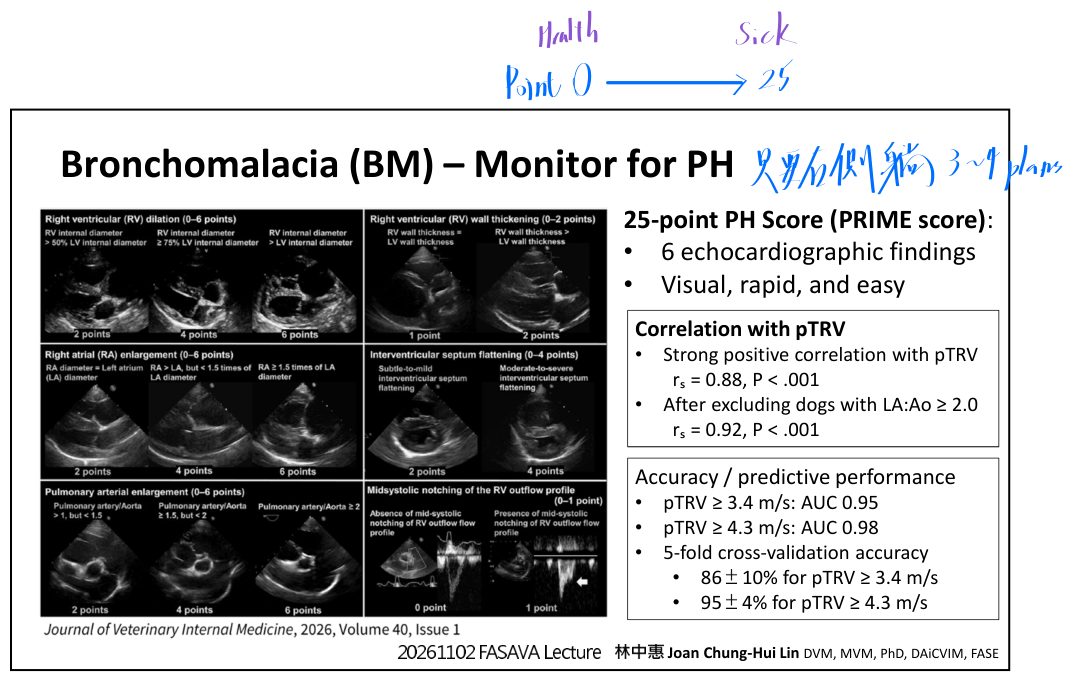 Health Sick
Point 0 → 25
Bronchomalacia (BM) – Monitor for PH 只要右側躺 3~4 plans
Right ventricular (RV) dilation (0–6 points)
RV internal diameter
> 50% LV internal diameter
RV internal diameter
≥ 75% LV internal diameter
RV internal diameter
> LV internal diameter
2 points
4 points
6 points
Right ventricular (RV) wall thickening (0–2 points)
RV wall thickness =
LV wall thickness
RV wall thickness >
LV wall thickness
1 point
2 points
Right atrial (RA) enlargement (0–6 points)
RA diameter = Left atrium
(LA) diameter
RA > LA, but < 1.5 times of
LA diameter
RA ≥ 1.5 times of LA
diameter
2 points
4 points
6 points
Interventricular septum flattening (0–4 points)
Subtle-to-mild
interventricular septum
flattening
Moderate-to-severe
interventricular septum
flattening
2 points
4 points
Pulmonary arterial enlargement (0–6 points)
Pulmonary artery/Aorta
> 1, but < 1.5
Pulmonary artery/Aorta
≥ 1.5, but < 2
Pulmonary artery/Aorta ≥ 2
2 points
4 points
6 points
Midsystolic notching of the RV outflow profile
(0–1 point)
Absence of mid-systolic
notching of RV outflow flow
profile
Presence of mid-systolic
notching of RV outflow flow
profile
0 point
1 point
25-point PH Score (PRIME score):
• 6 echocardiographic findings
• Visual, rapid, and easy
Correlation with pTRV
• Strong positive correlation with pTRV
rₛ = 0.88, P < .001
• After excluding dogs with LA:Ao ≥ 2.0
rₛ = 0.92, P < .001
Accuracy / predictive performance
• pTRV ≥ 3.4 m/s: AUC 0.95
• pTRV ≥ 4.3 m/s: AUC 0.98
• 5-fold cross-validation accuracy
• 86±10% for pTRV ≥ 3.4 m/s
• 95±4% for pTRV ≥ 4.3 m/s
Journal of Veterinary Internal Medicine, 2026, Volume 40, Issue 1
20261102 FASAVA Lecture 林中惠 Joan Chung-Hui Lin DVM, MVM, PhD, DAiCVIM, FASE